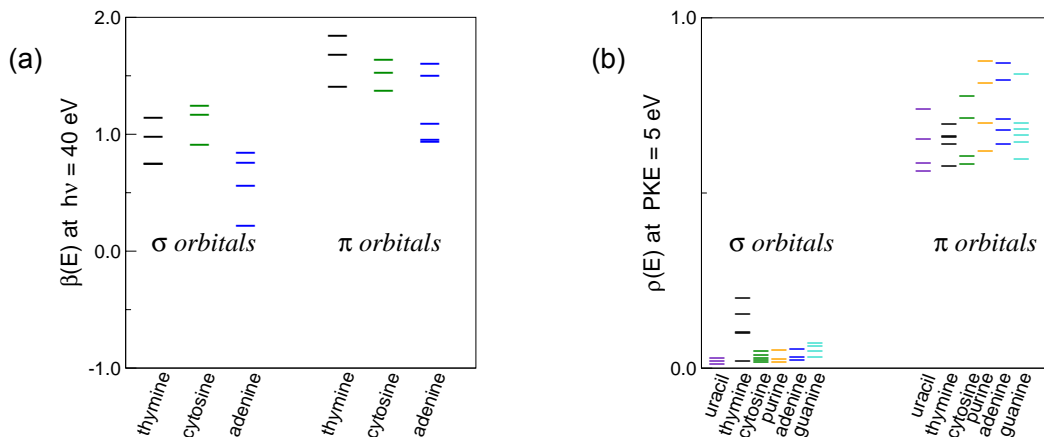 (a)
β(E) at hν = 40 eV
2.0
1.0
0.0
-1.0
σ orbitals
π orbitals
thymine
cytosine
adenine
thymine
cytosine
adenine
(b)
ρ(E) at PKE = 5 eV
1.0
0.0
σ orbitals
π orbitals
uracil
thymine
cytosine
purine
adenine
guanine
uracil
thymine
cytosine
purine
adenine
guanine